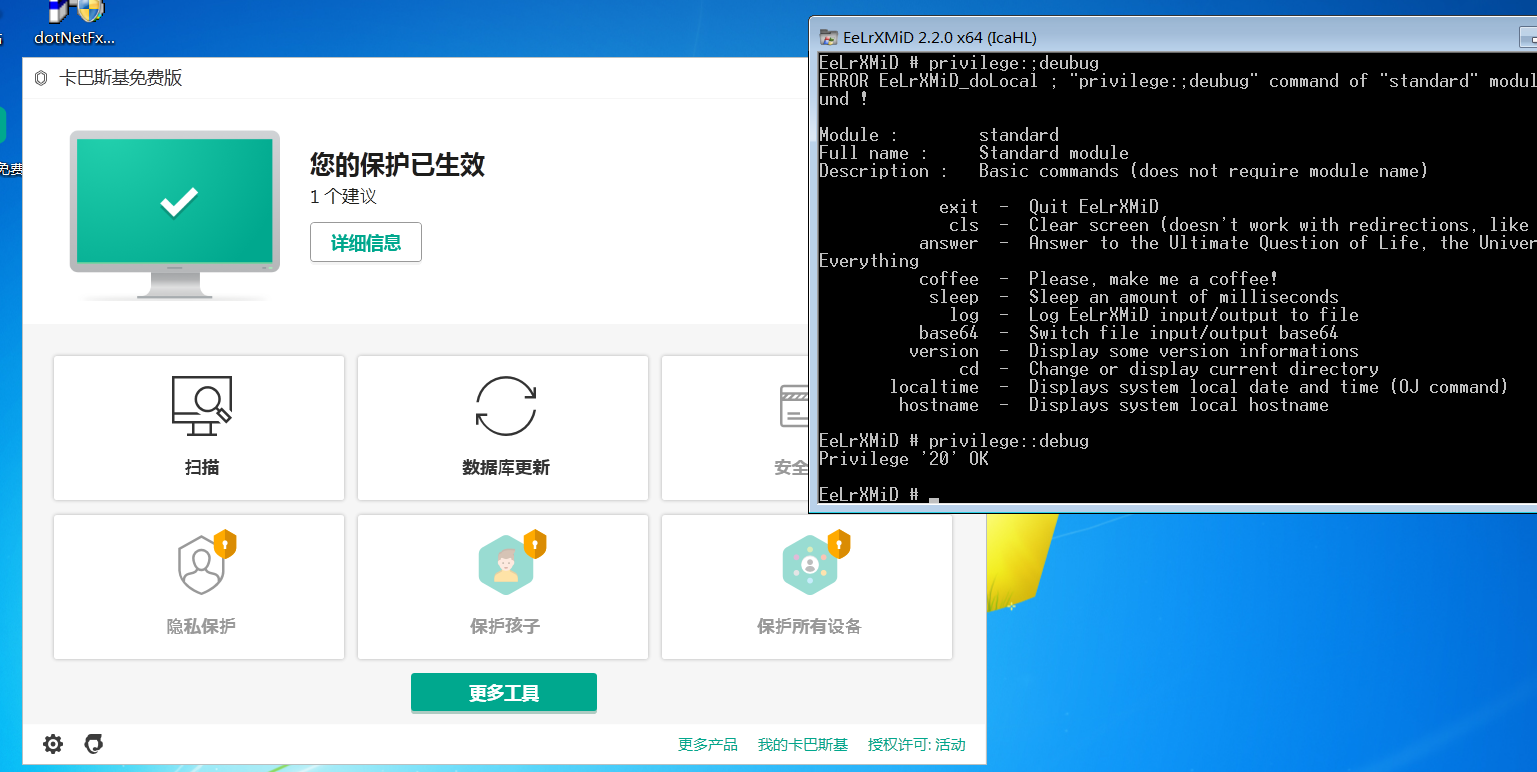 dotNetFx...
卡巴斯基免费版
您的保护已生效
1 个建议
详细信息
扫描
数据库更新
安全
隐私保护
保护孩子
保护所有设备
更多工具
更多产品 我的卡巴斯基 授权许可: 活动
免费
EeLrXMiD 2.2.0 x64 (IcaHL)
EeLrXMiD # privilege:;deubug
ERROR EeLrXMiD_doLocal ; "privilege:;deubug" command of "standard" modul
und !
Module : standard
Full name : Standard module
Description : Basic commands (does not require module name)
exit - Quit EeLrXMiD
cls - Clear screen (doesn't work with redirections, like
answer - Answer to the Ultimate Question of Life, the Univer
Everything
coffee - Please, make me a coffee!
sleep - Sleep an amount of milliseconds
log - Log EeLrXMiD input/output to file
base64 - Switch file input/output base64
version - Display some version informations
cd - Change or display current directory
localtime - Displays system local date and time (OJ command)
hostname - Displays system local hostname
EeLrXMiD # privilege::debug
Privilege '20' OK
EeLrXMiD #